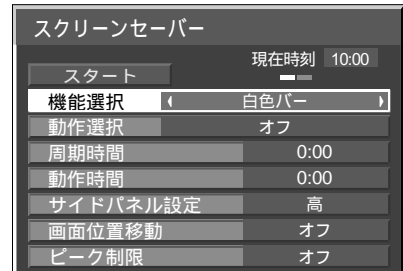 スクリーンセーバー
現在時刻 10:00
スタート
機能選択 白色バー
動作選択 オフ
周期時間 0:00
動作時間 0:00
サイドパネル設定 高
画面位置移動 オフ
ピーク制限 オフ